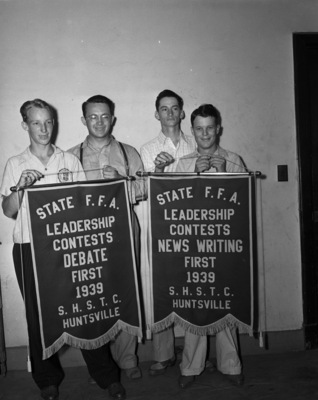 STATE F.F.A.
LEADERSHIP
CONTESTS
DEBATE
FIRST
1939
S. H. S. T. C.
HUNTSVILLE
STATE F.F.A.
LEADERSHIP
CONTESTS
NEWS WRITING
FIRST
1939
S. H. S. T. C.
HUNTSVILLE